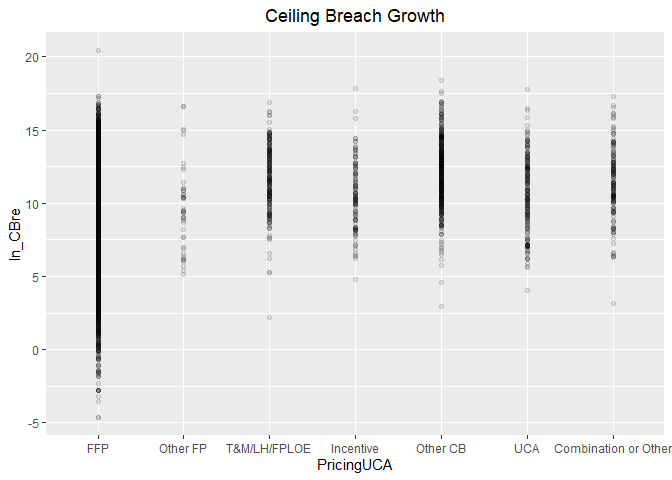 Ceiling Breach Growth
20
15
10
5
0
-5
ln_CBre
FFP Other FP T&M/LH/FPLOE Incentive Other CB UCA Combination or Other
PricingUCA